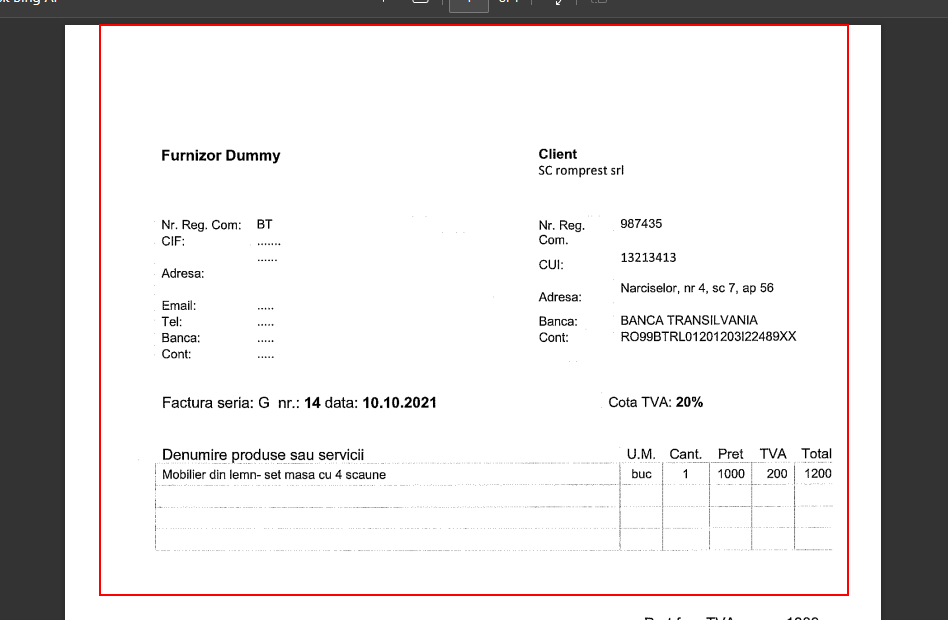 Furnizor Dummy
Client
SC romprest srl
Nr. Reg. Com: BT
CIF: .......
......
Adresa:
Email: .....
Tel: .....
Banca: .....
Cont: .....
Nr. Reg. Com. 987435
CUI: 13213413
Adresa: Narciselor, nr 4, sc 7, ap 56
Banca: BANCA TRANSILVANIA
Cont: RO99BTRL01201203I22489XX
Factura seria: G nr.: 14 data: 10.10.2021 Cota TVA: 20%
Denumire produse sau servicii U.M. Cant. Pret TVA Total
Mobilier din lemn- set masa cu 4 scaune buc 1 1000 200 1200